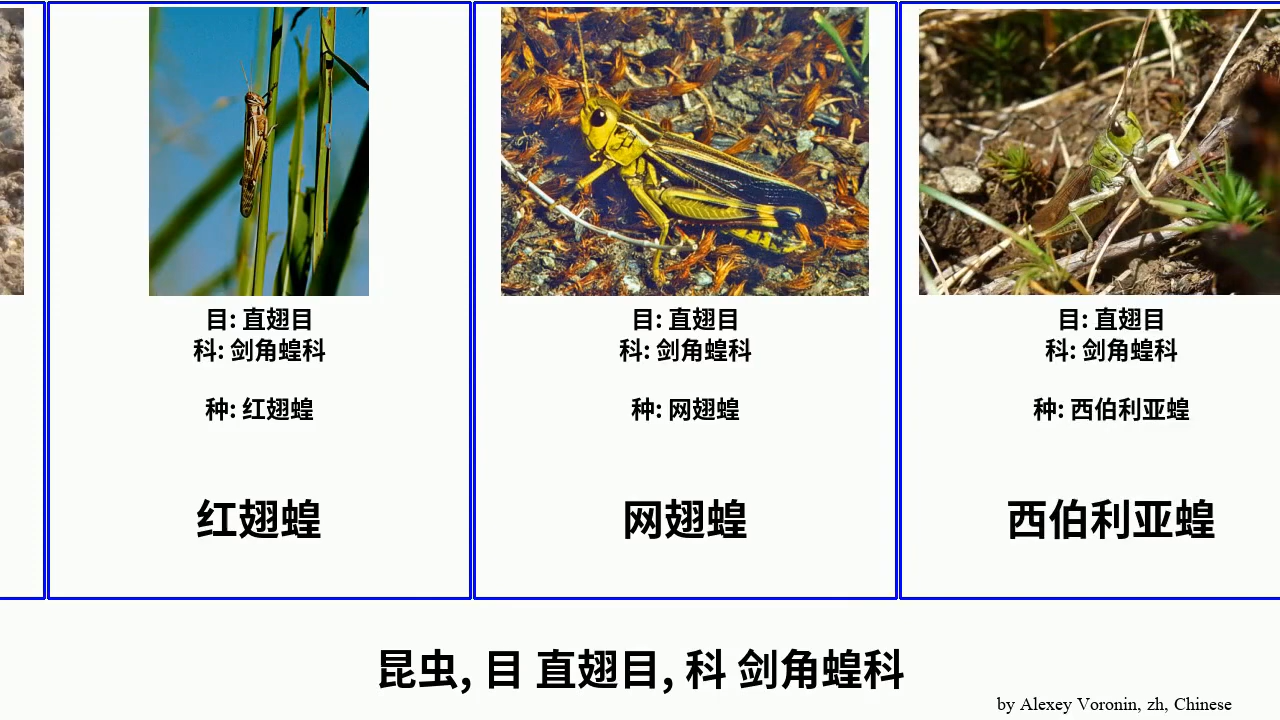 目: 直翅目
科: 剑角蝗科
种: 红翅蝗
红翅蝗
目: 直翅目
科: 剑角蝗科
种: 网翅蝗
网翅蝗
目: 直翅目
科: 剑角蝗科
种: 西伯利亚蝗
西伯利亚蝗
昆虫, 目 直翅目, 科 剑角蝗科
by Alexey Voronin, zh, Chinese